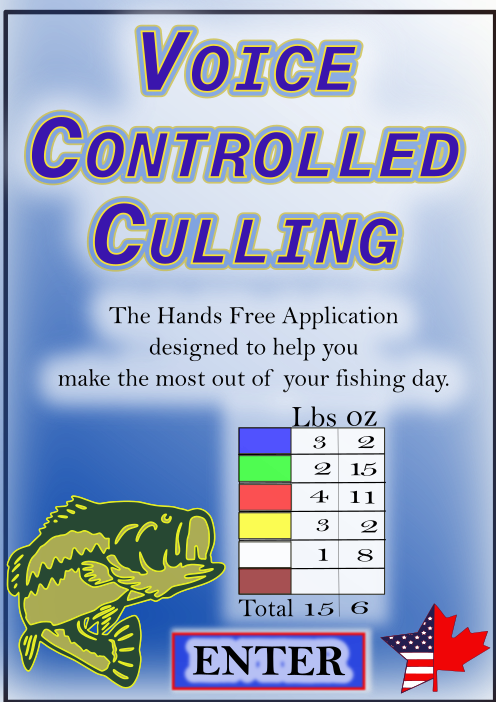 VOICE
CONTROLLED
CULLING
The Hands Free Application
designed to help you
make the most out of your fishing day.
Lbs oz
3 2
2 15
4 11
3 2
1 8
Total 15 6
ENTER